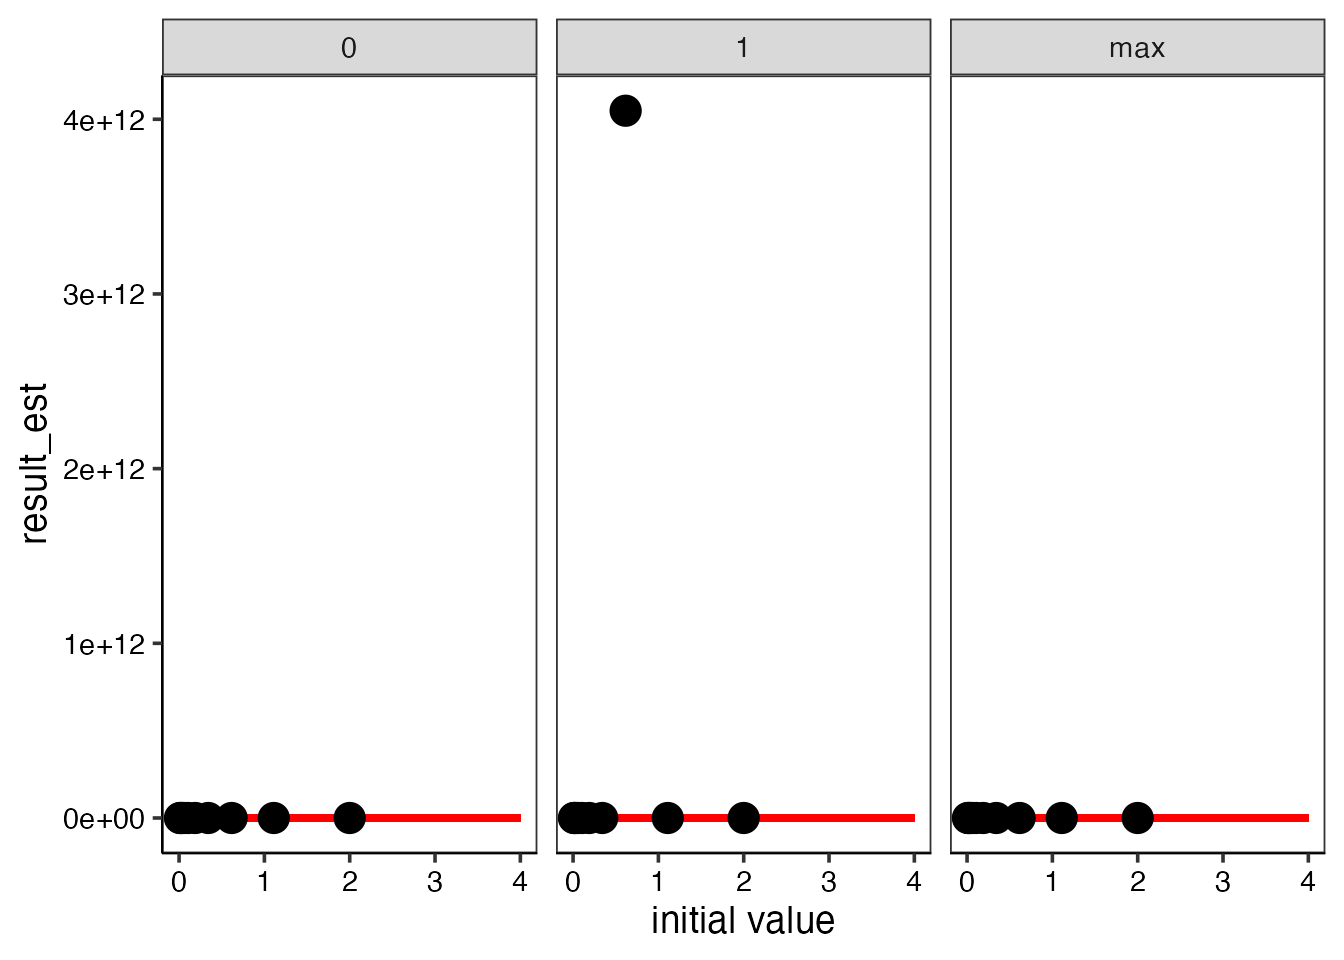 0 1 max
4e+12
3e+12
2e+12
1e+12
0e+00
0 1 2 3 4 0 1 2 3 4 0 1 2 3 4
initial value
result_est